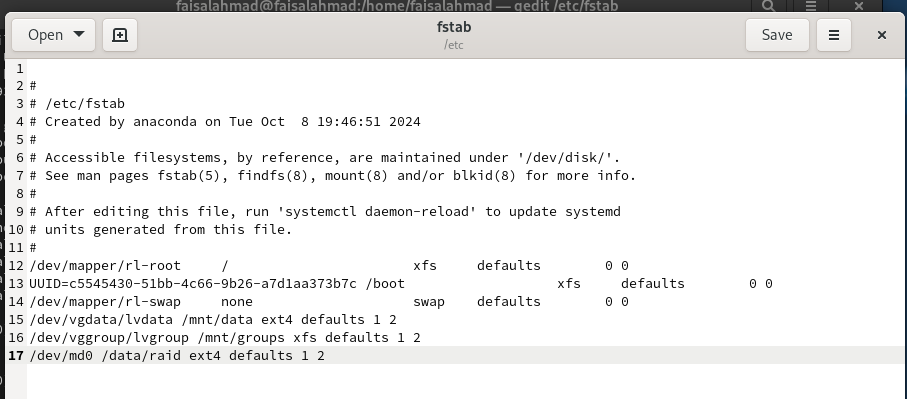 faisalahmad@faisalahmad:/home/faisalahmad — gedit /etc/fstab
Open
fstab
/etc
Save
1
2 #
3 # /etc/fstab
4 # Created by anaconda on Tue Oct  8 19:46:51 2024
5 #
6 # Accessible filesystems, by reference, are maintained under '/dev/disk/'.
7 # See man pages fstab(5), findfs(8), mount(8) and/or blkid(8) for more info.
8 #
9 # After editing this file, run 'systemctl daemon-reload' to update systemd
10 # units generated from this file.
11 #
12 /dev/mapper/rl-root     /                       xfs     defaults        0 0
13 UUID=c5545430-51bb-4c66-9b26-a7d1aa373b7c /boot                   xfs     defaults        0 0
14 /dev/mapper/rl-swap     none                    swap    defaults        0 0
15 /dev/vgdata/lvdata /mnt/data ext4 defaults 1 2
16 /dev/vggroup/lvgroup /mnt/groups xfs defaults 1 2
17 /dev/md0 /data/raid ext4 defaults 1 2